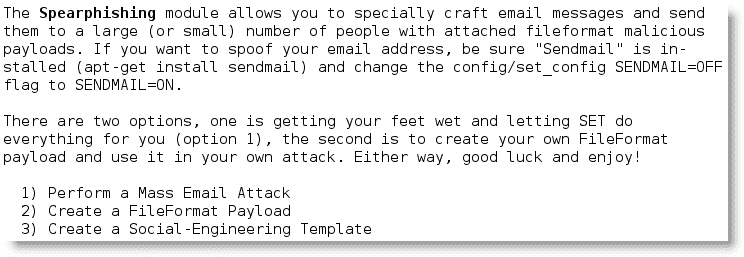 The Spearphishing module allows you to specially craft email messages and send
them to a large (or small) number of people with attached fileformat malicious
payloads. If you want to spoof your email address, be sure "Sendmail" is in-
stalled (apt-get install sendmail) and change the config/set_config SENDMAIL=OFF
flag to SENDMAIL=ON.
There are two options, one is getting your feet wet and letting SET do
everything for you (option 1), the second is to create your own FileFormat
payload and use it in your own attack. Either way, good luck and enjoy!
1) Perform a Mass Email Attack
2) Create a FileFormat Payload
3) Create a Social-Engineering Template